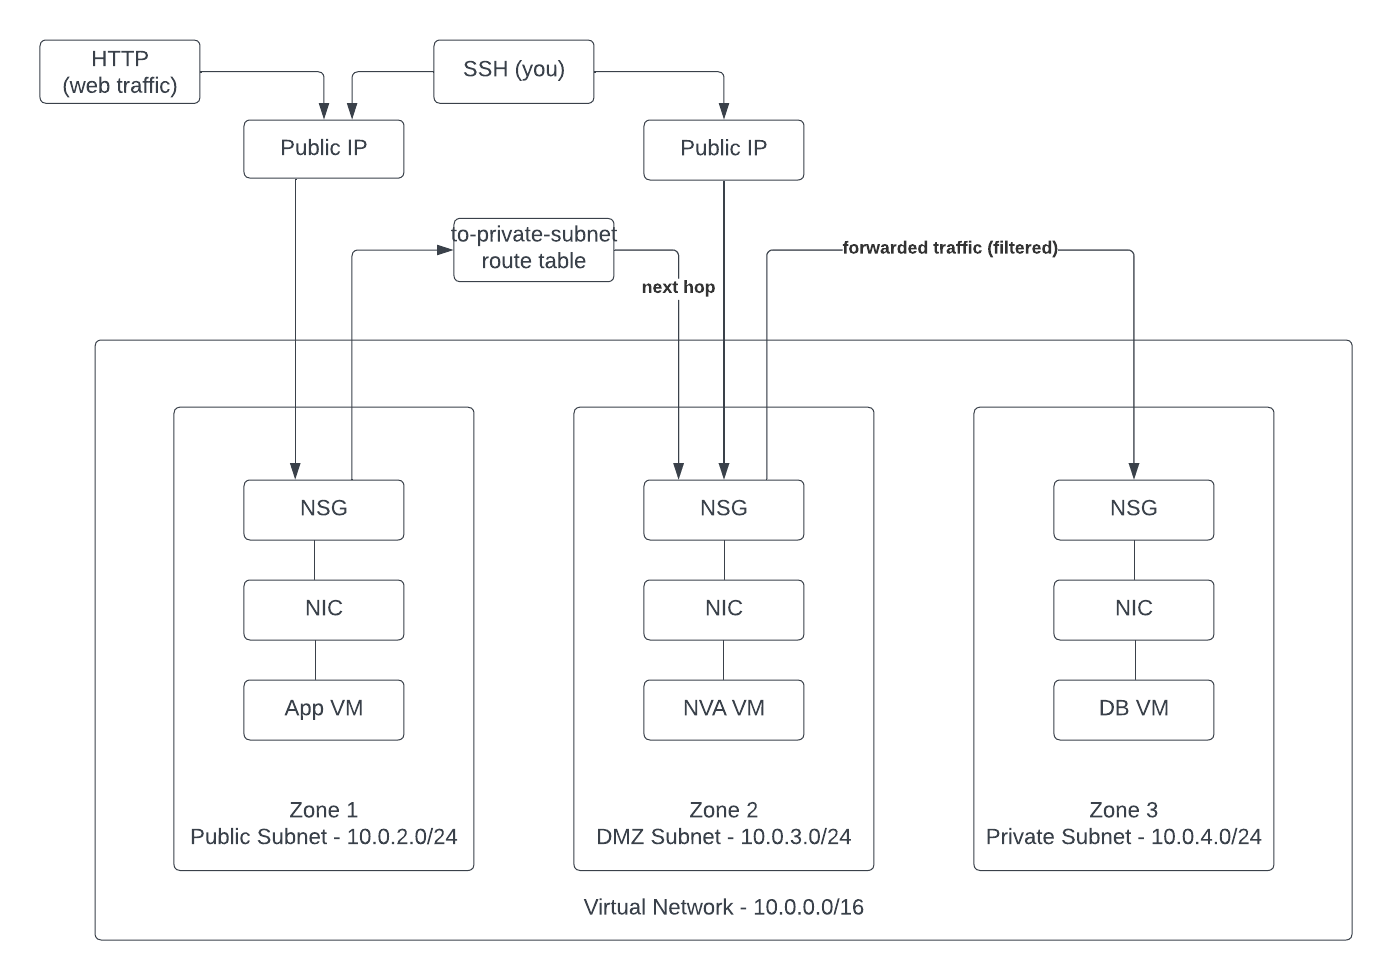 HTTP
(web traffic)
SSH (you)
Public IP
Public IP
to-private-subnet
route table
forwarded traffic (filtered)
next hop
NSG
NSG
NSG
NIC
NIC
NIC
App VM
NVA VM
DB VM
Zone 1
Public Subnet - 10.0.2.0/24
Zone 2
DMZ Subnet - 10.0.3.0/24
Zone 3
Private Subnet - 10.0.4.0/24
Virtual Network - 10.0.0.0/16